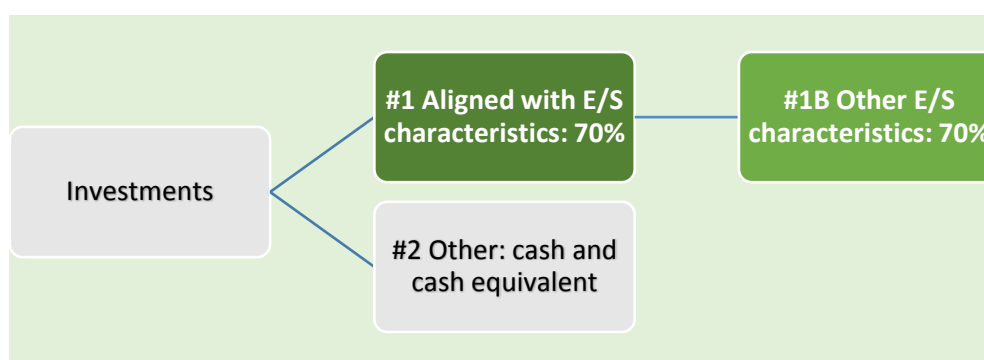 #1 Aligned with E/S
characteristics: 70%
#1B Other E/S
characteristics: 70%
Investments
#2 Other: cash and
cash equivalent